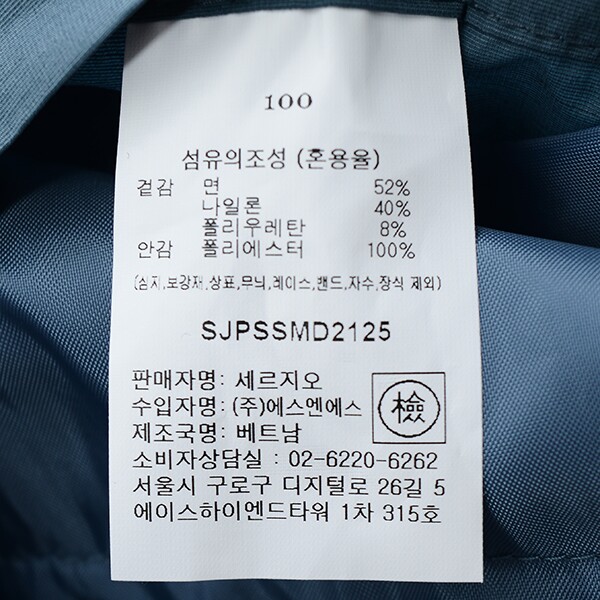 100
섬유의조성 (혼용율)
겉감 면 52%
나일론 40%
폴리우레탄 8%
안감 폴리에스터 100%
(심지,보강재,상표,무늬,레이스,밴드,자수,장식 제외)
SJPSSMD2125
판매자명: 세르지오
수입자명: (주)에스엔에스
제조국명: 베트남
檢
소비자상담실 : 02-6220-6262
서울시 구로구 디지털로 26길 5
에이스하이엔드타워 1차 315호